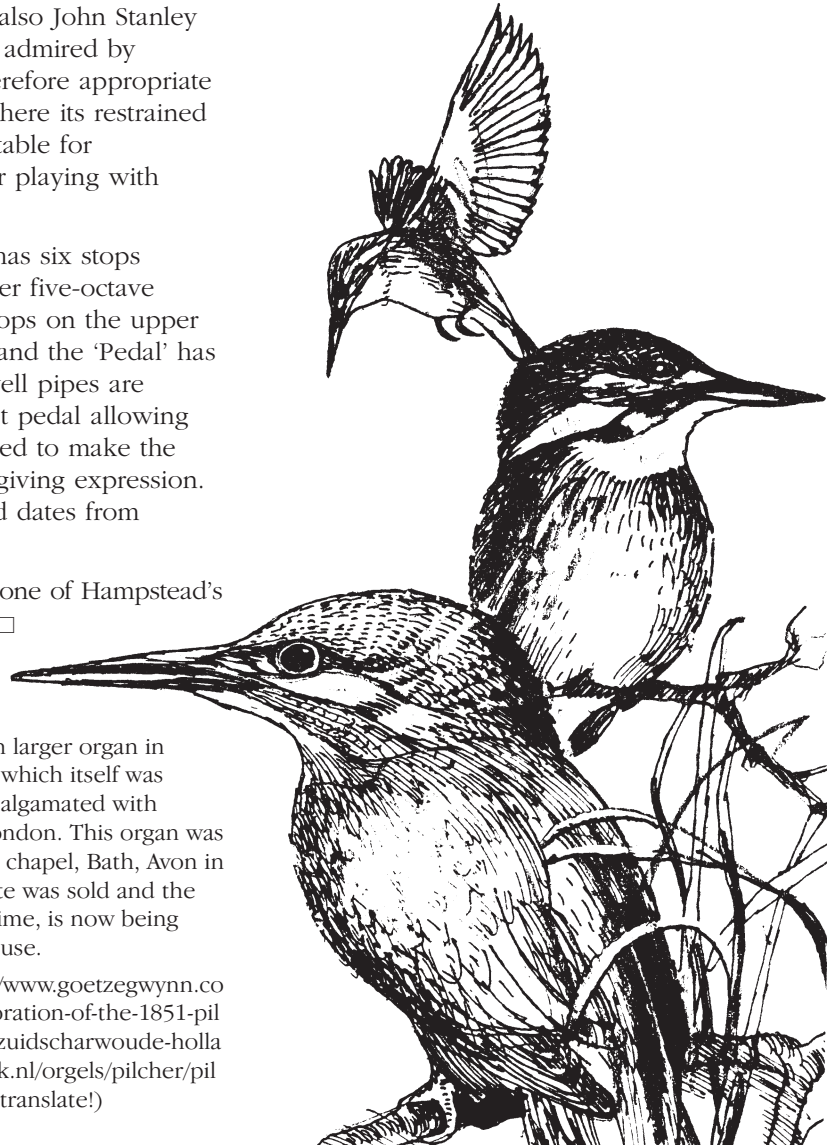 also John Stanley
admired by
erefore appropriate
here its restrained
table for
r playing with
has six stops
er five-octave
ops on the upper
and the ‘Pedal’ has
ell pipes are
t pedal allowing
ed to make the
giving expression.
d dates from
one of Hampstead’s
□
n larger organ in
which itself was
algamated with
ondon. This organ was
chapel, Bath, Avon in
te was sold and the
ime, is now being
use.
/www.goetzegwynn.co
oration-of-the-1851-pil
zuidscharwoude-holla
k.nl/orgels/pilcher/pil
translate!)